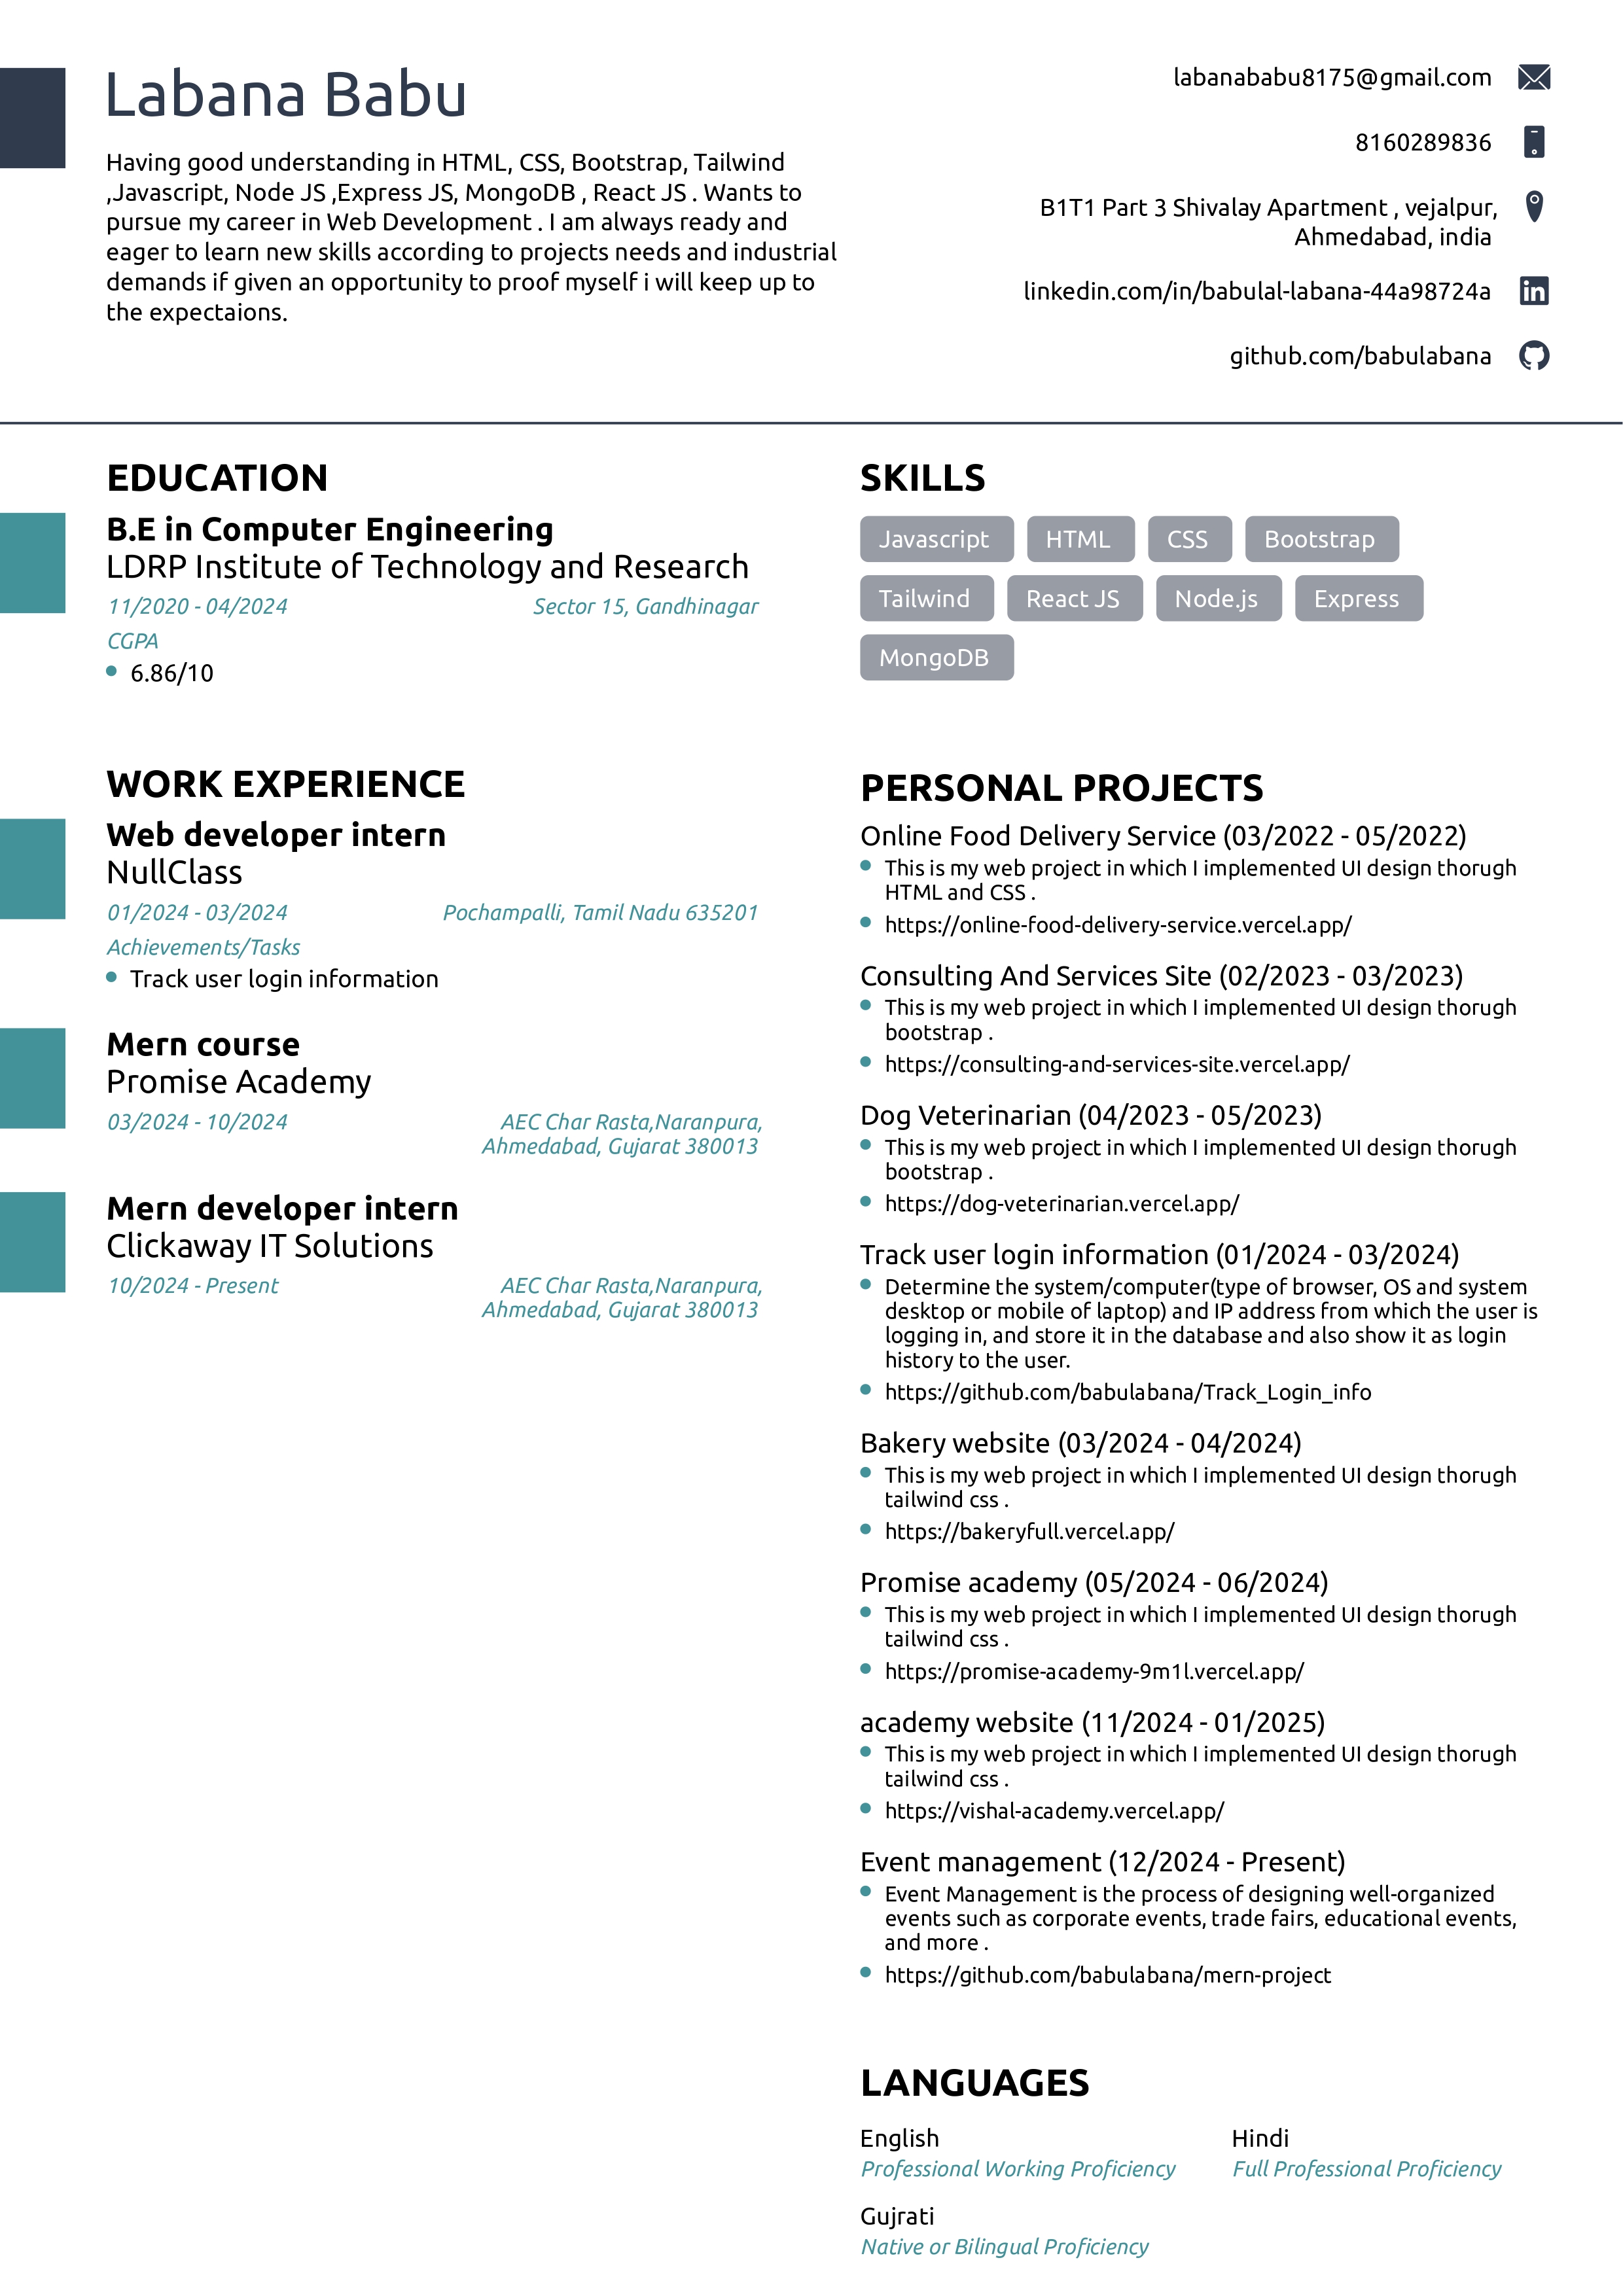 Labana Babu
Having good understanding in HTML, CSS, Bootstrap, Tailwind
,Javascript, Node JS ,Express JS, MongoDB , React JS . Wants to
pursue my career in Web Development . I am always ready and
eager to learn new skills according to projects needs and industrial
demands if given an opportunity to proof myself i will keep up to
the expectaions.
labanababu8175@gmail.com
8160289836
B1T1 Part 3 Shivalay Apartment , vejalpur,
Ahmedabad, india
linkedin.com/in/babulal-labana-44a98724a
github.com/babulabana
EDUCATION
B.E in Computer Engineering
LDRP Institute of Technology and Research
11/2020 - 04/2024 Sector 15, Gandhinagar
CGPA
6.86/10
WORK EXPERIENCE
Web developer intern
NullClass
01/2024 - 03/2024 Pochampalli, Tamil Nadu 635201
Achievements/Tasks
Track user login information
Mern course
Promise Academy
03/2024 - 10/2024 AEC Char Rasta,Naranpura,
Ahmedabad, Gujarat 380013
Mern developer intern
Clickaway IT Solutions
10/2024 - Present AEC Char Rasta,Naranpura,
Ahmedabad, Gujarat 380013
SKILLS
Javascript HTML CSS Bootstrap
Tailwind React JS Node.js Express
MongoDB
PERSONAL PROJECTS
Online Food Delivery Service (03/2022 - 05/2022)
This is my web project in which I implemented UI design thorugh
HTML and CSS .
https://online-food-delivery-service.vercel.app/
Consulting And Services Site (02/2023 - 03/2023)
This is my web project in which I implemented UI design thorugh
bootstrap .
https://consulting-and-services-site.vercel.app/
Dog Veterinarian (04/2023 - 05/2023)
This is my web project in which I implemented UI design thorugh
bootstrap .
https://dog-veterinarian.vercel.app/
Track user login information (01/2024 - 03/2024)
Determine the system/computer(type of browser, OS and system
desktop or mobile of laptop) and IP address from which the user is
logging in, and store it in the database and also show it as login
history to the user.
https://github.com/babulabana/Track_Login_info
Bakery website (03/2024 - 04/2024)
This is my web project in which I implemented UI design thorugh
tailwind css .
https://bakeryfull.vercel.app/
Promise academy (05/2024 - 06/2024)
This is my web project in which I implemented UI design thorugh
tailwind css .
https://promise-academy-9m1l.vercel.app/
academy website (11/2024 - 01/2025)
This is my web project in which I implemented UI design thorugh
tailwind css .
https://vishal-academy.vercel.app/
Event management (12/2024 - Present)
Event Management is the process of designing well-organized
events such as corporate events, trade fairs, educational events,
and more .
https://github.com/babulabana/mern-project
LANGUAGES
English Hindi
Professional Working Proficiency Full Professional Proficiency
Gujrati
Native or Bilingual Proficiency